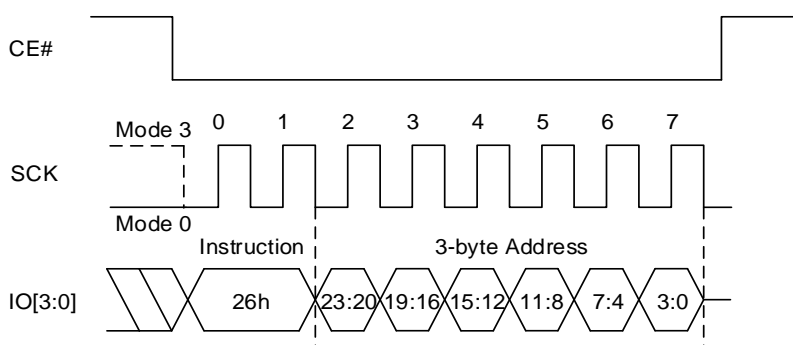 CE#
Mode 3 0 1 2 3 4 5 6 7
SCK
Mode 0
Instruction 3-byte Address
IO[3:0] 26h 23:20 19:16 15:12 11:8 7:4 3:0